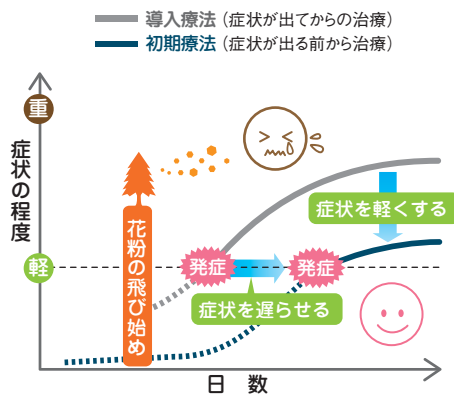 導入療法（症状が出てからの治療）
初期療法（症状が出る前から治療）
重
症状の程度
軽
花粉の飛び始め
発症
発症
症状を軽くする
症状を遅らせる
日 数